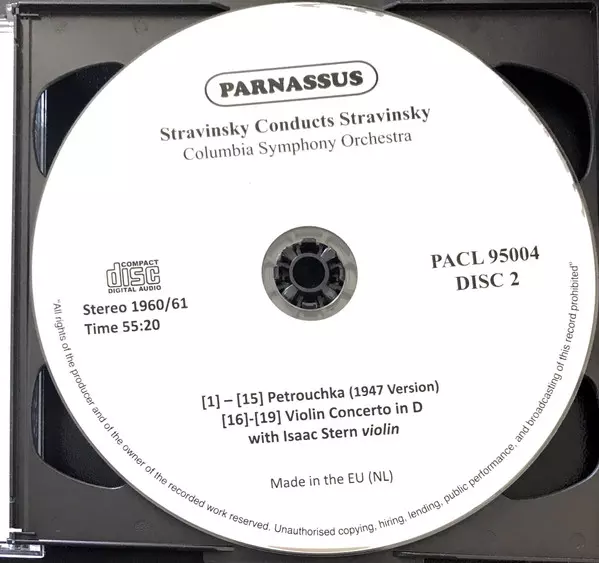 PARNASSUS
Stravinsky Conducts Stravinsky
Columbia Symphony Orchestra
COMPACT
disc
DIGITAL AUDIO
Stereo 1960/61
Time 55:20
PACL 95004
DISC 2
[1] – [15] Petrouchka (1947 Version)
[16]-[19] Violin Concerto in D
with Isaac Stern violin
Made in the EU (NL)
"All rights of the producer and of the owner of the recorded work reserved. Unauthorised copying, hiring, lending, public performance, and broadcasting of this record prohibited"